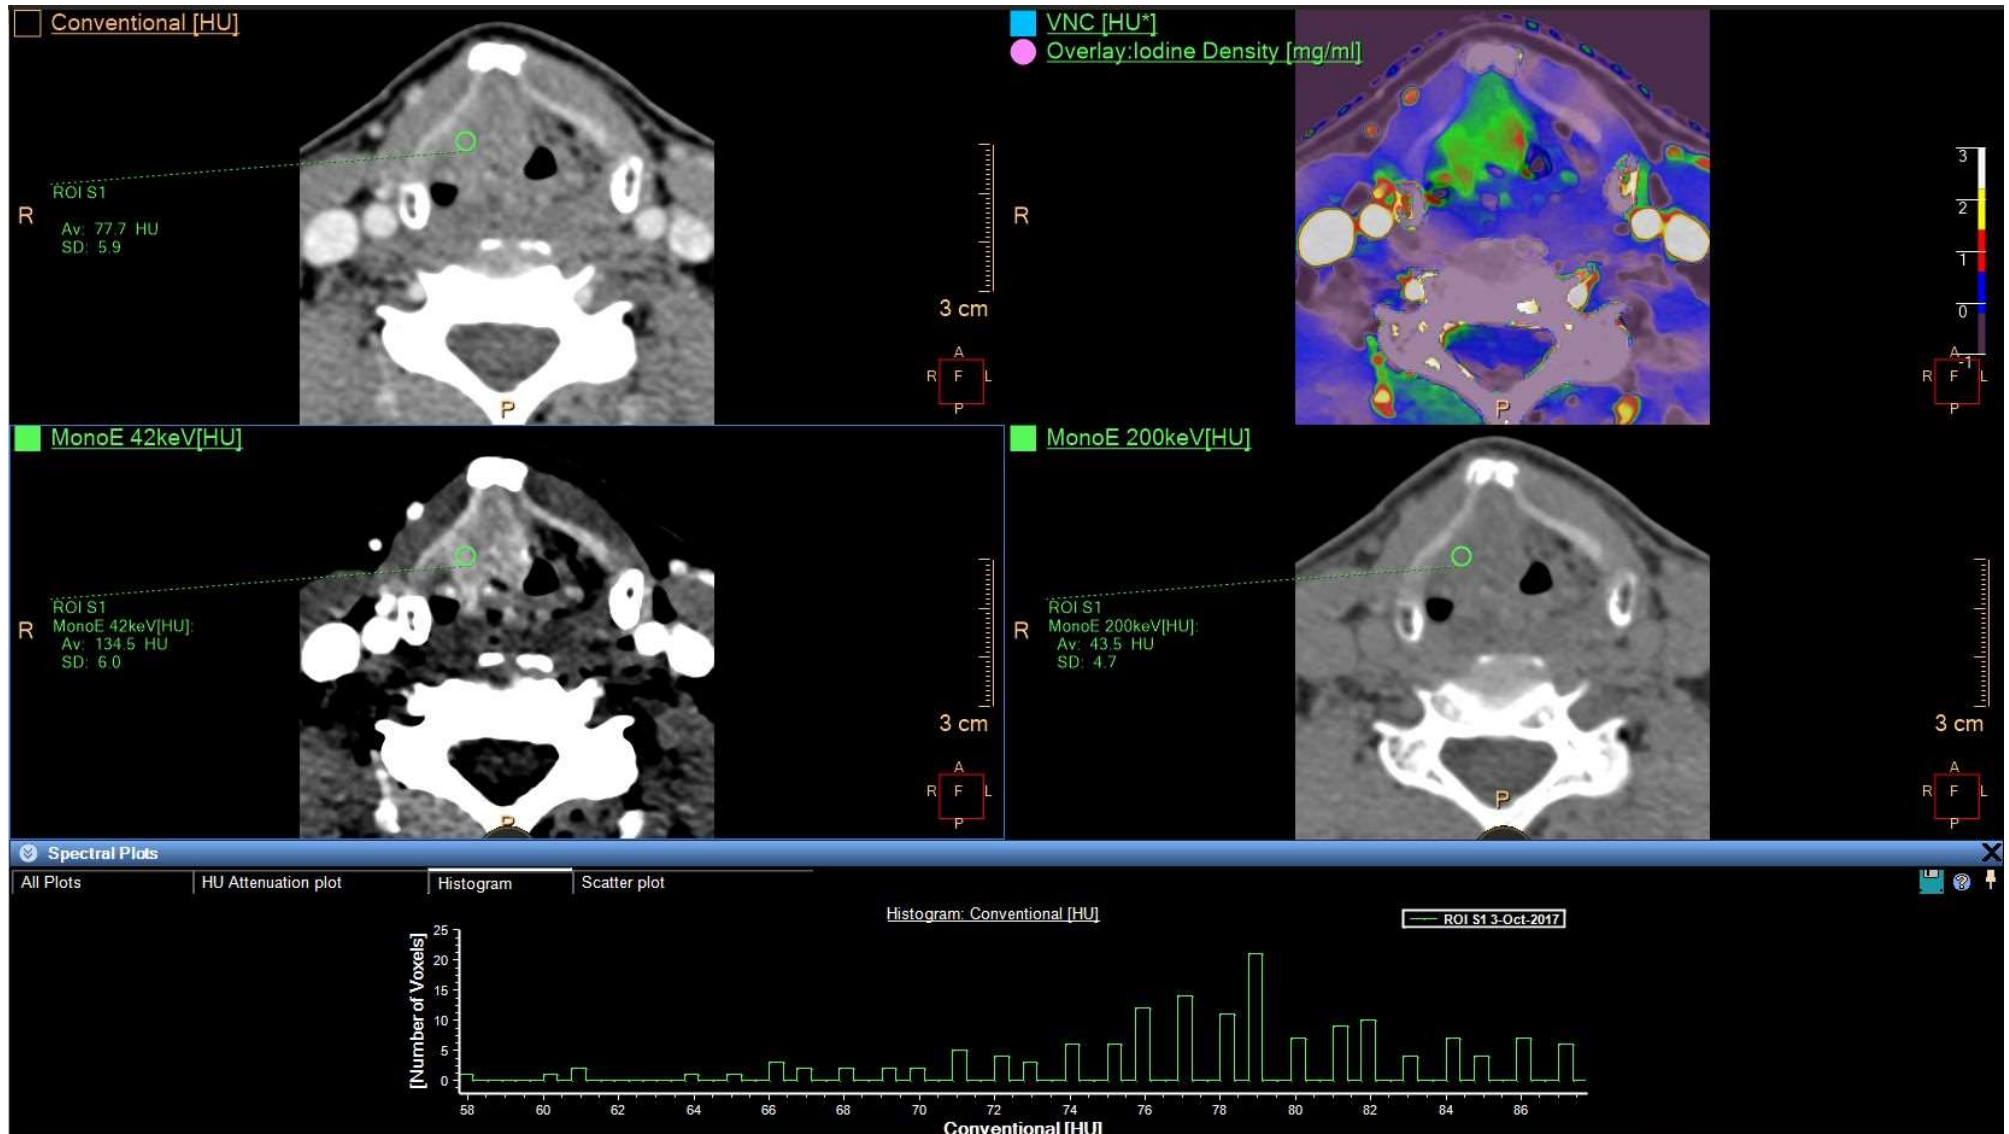 Conventional [HU]
ROI S1
Av: 77.7 HU
SD: 5.9
R
3 cm
A
R F L
P
P
VNC [HU*]
Overlay:Iodine Density [mg/ml]
R
3
2
1
0
-1
A
R F L
P
P
MonoE 42keV[HU]
ROI S1
MonoE 42keV[HU]:
Av: 134.5 HU
SD: 6.0
R
3 cm
A
R F L
P
P
MonoE 200keV[HU]
ROI S1
MonoE 200keV[HU]:
Av: 43.5 HU
SD: 4.7
R
3 cm
A
R F L
P
P
Spectral Plots
All Plots HU Attenuation plot Histogram Scatter plot
Histogram: Conventional [HU]
ROI S1 3-Oct-2017
[Number of Voxels]
25
20
15
10
5
0
58 60 62 64 66 68 70 72 74 76 78 80 82 84 86
Conventional [HU]